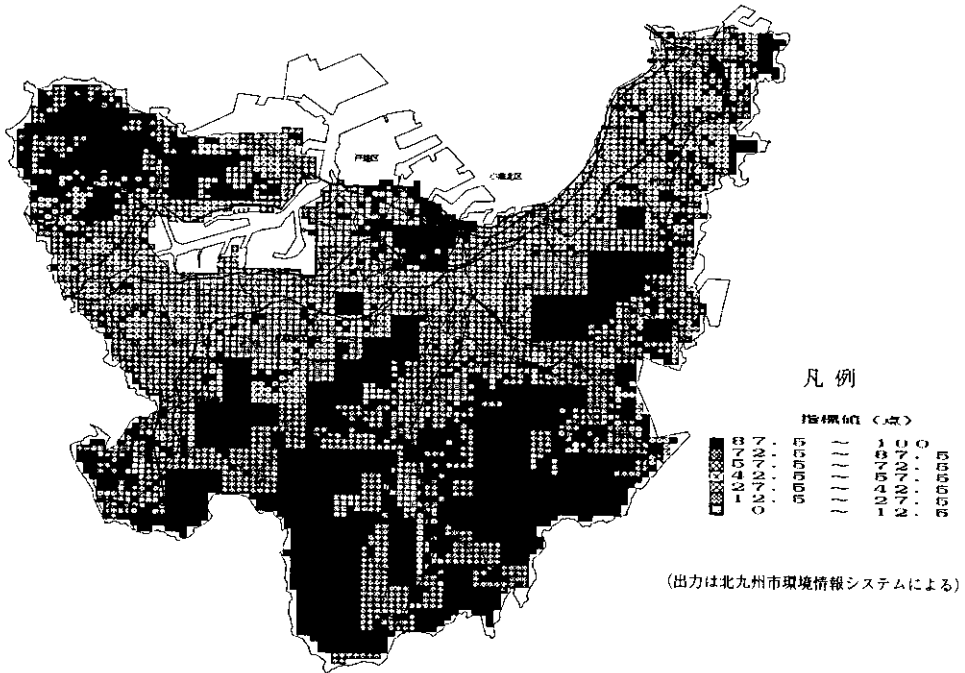 戸畑区
小倉北区
凡例
指標値 (点)
87.5 ～ 100
72.5 ～ 87.5
57.5 ～ 72.5
42.5 ～ 57.5
27.5 ～ 42.5
12.5 ～ 27.5
0 ～ 12.5
(出力は北九州市環境情報システムによる)